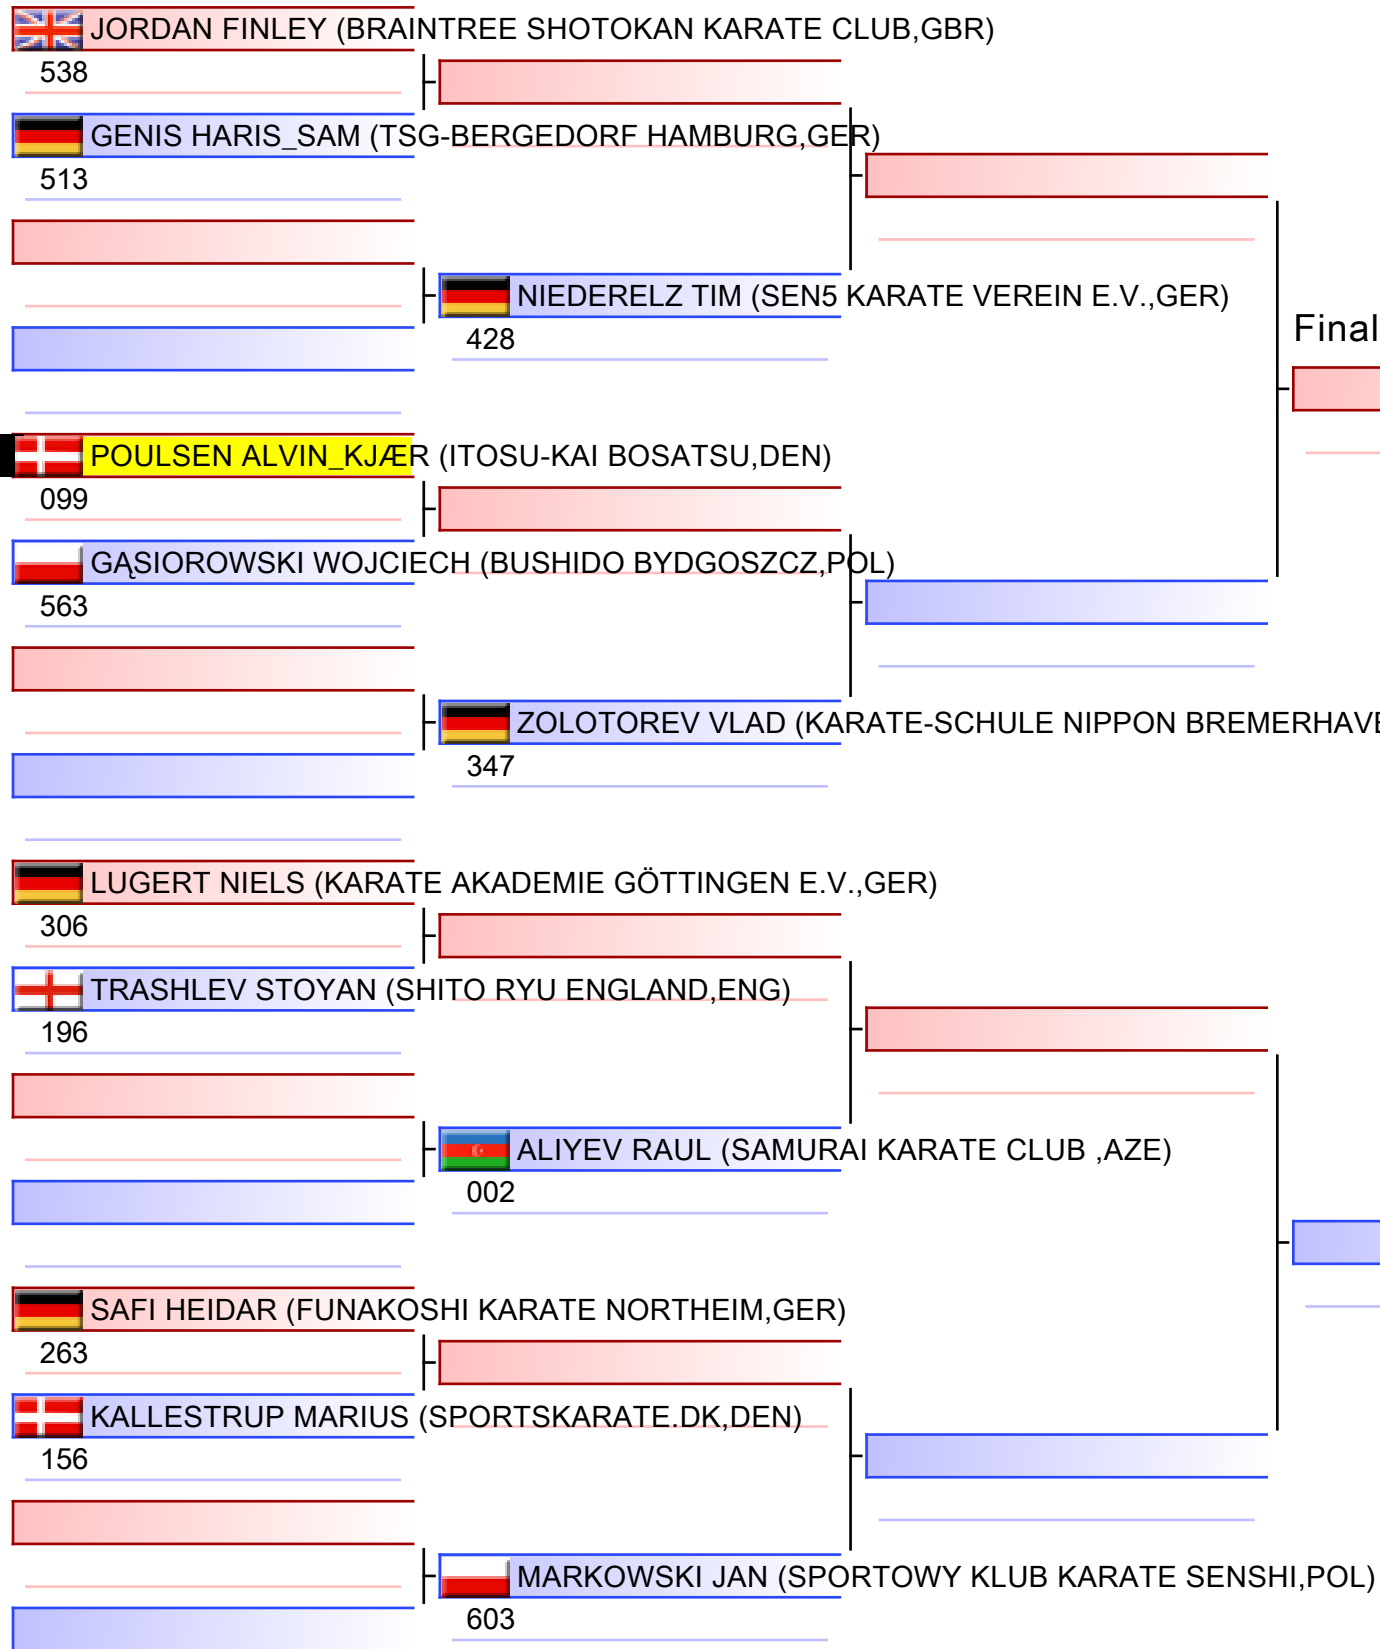 JORDAN FINLEY (BRAINTREE SHOTOKAN KARATE CLUB,GBR)
538
GENIS HARIS_SAM (TSG-BERGEDORF HAMBURG,GER)
513
NIEDERELZ TIM (SEN5 KARATE VEREIN E.V.,GER)
428
Final
POULSEN ALVIN_KJÆR (ITOSU-KAI BOSATSU,DEN)
099
GĄSIOROWSKI WOJCIECH (BUSHIDO BYDGOSZCZ,POL)
563
ZOLOTOREV VLAD (KARATE-SCHULE NIPPON BREMERHAVE
347
LUGERT NIELS (KARATE AKADEMIE GÖTTINGEN E.V.,GER)
306
TRASHLEV STOYAN (SHITO RYU ENGLAND,ENG)
196
ALIYEV RAUL (SAMURAI KARATE CLUB ,AZE)
002
SAFI HEIDAR (FUNAKOSHI KARATE NORTHEIM,GER)
263
KALLESTRUP MARIUS (SPORTSKARATE.DK,DEN)
156
MARKOWSKI JAN (SPORTOWY KLUB KARATE SENSHI,POL)
603